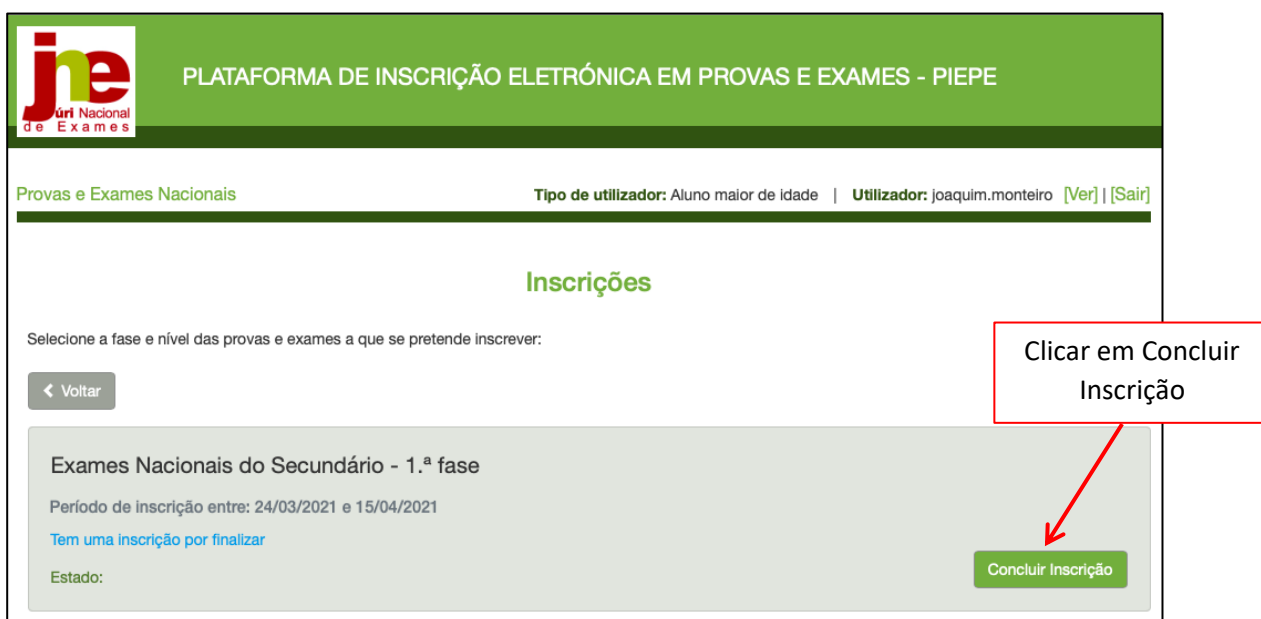 jne
úri Nacional
de Exames
PLATAFORMA DE INSCRIÇÃO ELETRÓNICA EM PROVAS E EXAMES - PIEPE
Provas e Exames Nacionais
Tipo de utilizador: Aluno maior de idade | Utilizador: joaquim.monteiro [Ver] | [Sair]
Inscrições
Selecione a fase e nível das provas e exames a que se pretende inscrever:
Clicar em Concluir
Inscrição
Voltar
Exames Nacionais do Secundário - 1.ª fase
Período de inscrição entre: 24/03/2021 e 15/04/2021
Tem uma inscrição por finalizar
Estado:
Concluir Inscrição